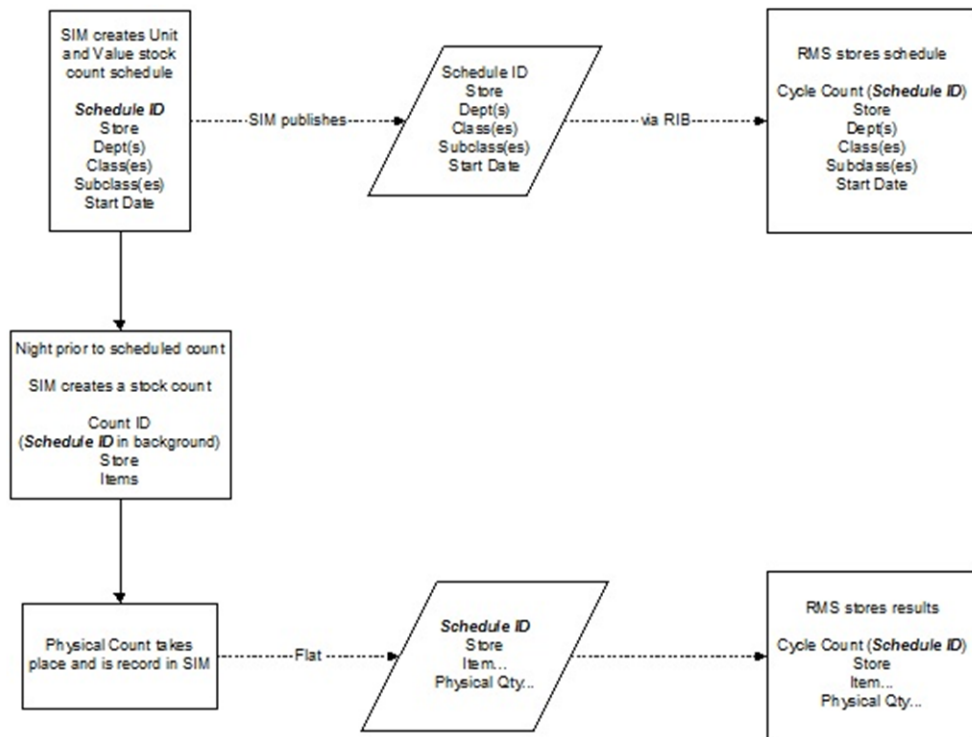 SIM creates Unit
and Value stock
count schedule
Schedule ID
Store
Dept(s)
Class(es)
Subclass(es)
Start Date
SIM publishes
Schedule ID
Store
Dept(s)
Class(es)
Subclass(es)
Start Date
via RIB
RMS stores schedule
Cycle Count (Schedule ID)
Store
Dept(s)
Class(es)
Subclass(es)
Start Date
Night prior to scheduled count
SIM creates a stock count
Count ID
(Schedule ID in background)
Store
Items
Physical Count takes
place and is record in SIM
Flat
Schedule ID
Store
Item...
Physical Qty...
RMS stores results
Cycle Count (Schedule ID)
Store
Item...
Physical Qty...